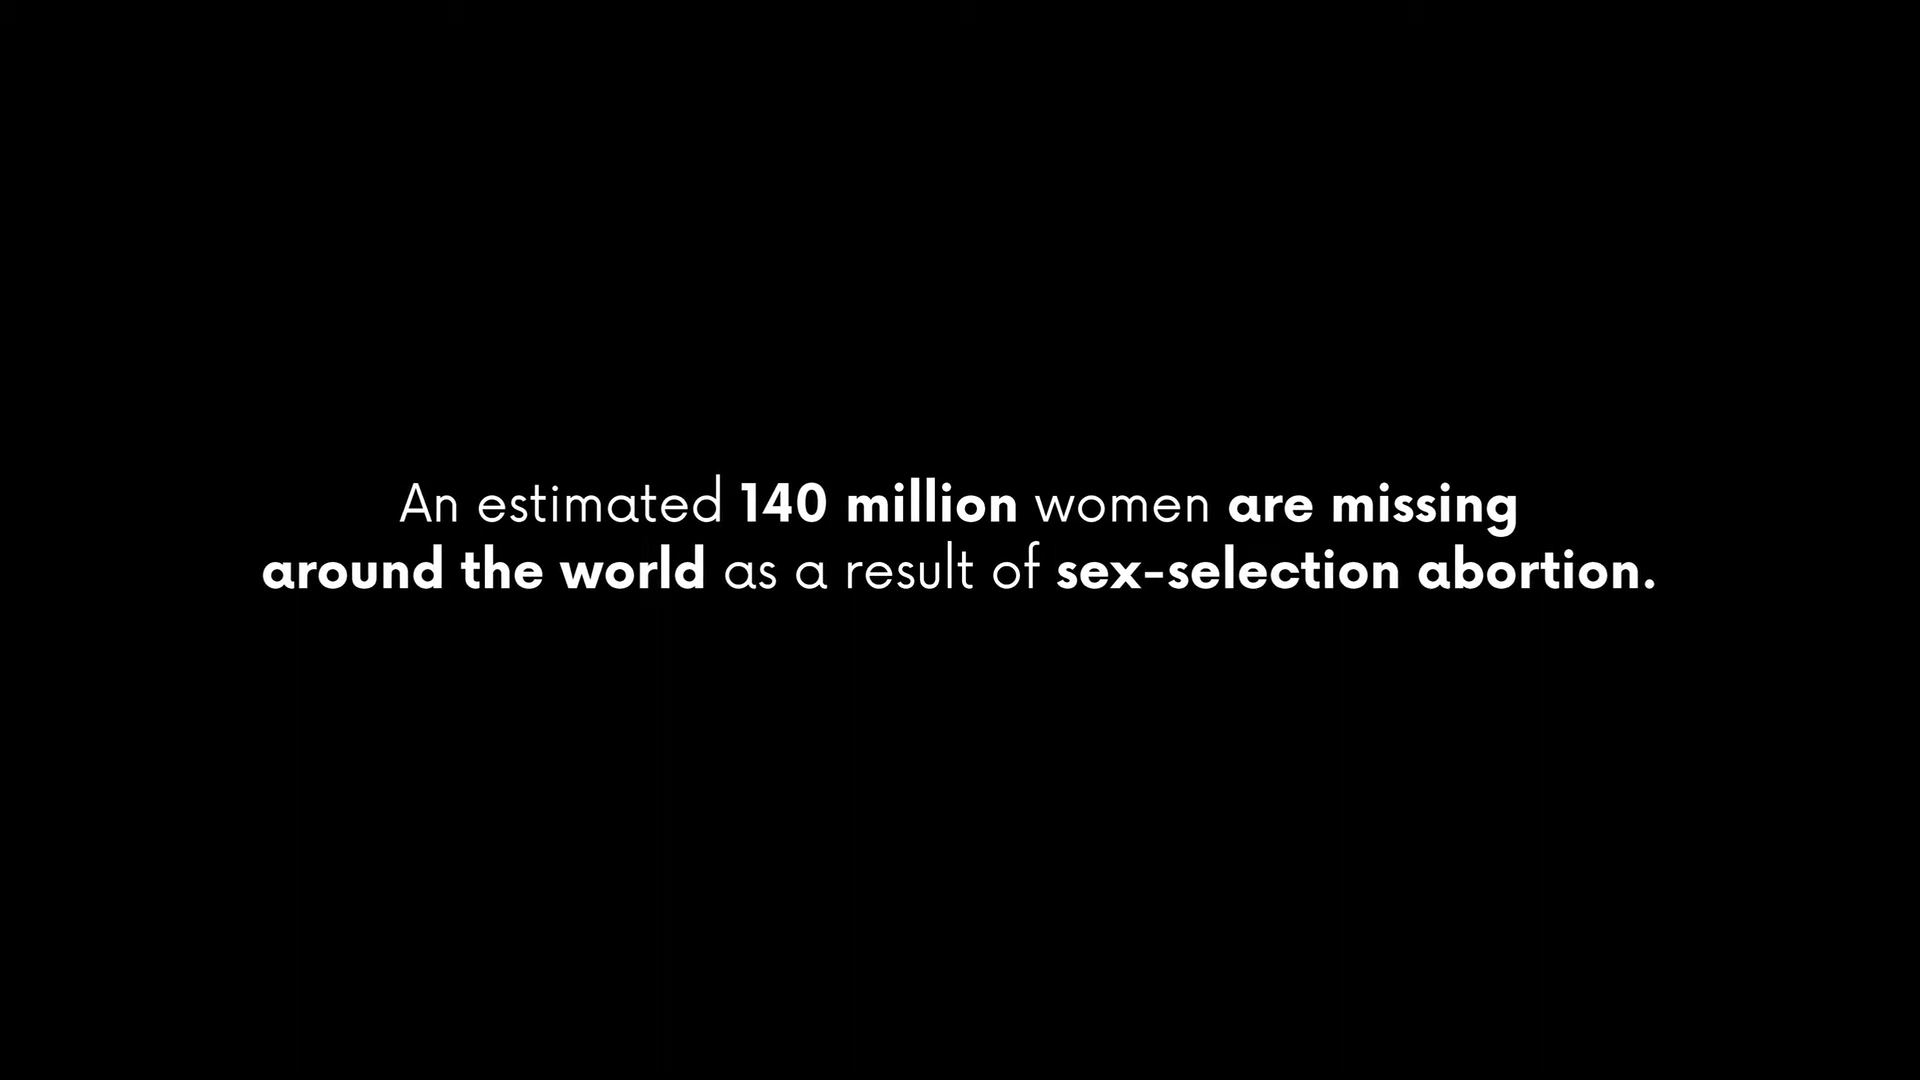 An estimated 140 million women are missing
around the world as a result of sex-selection abortion.